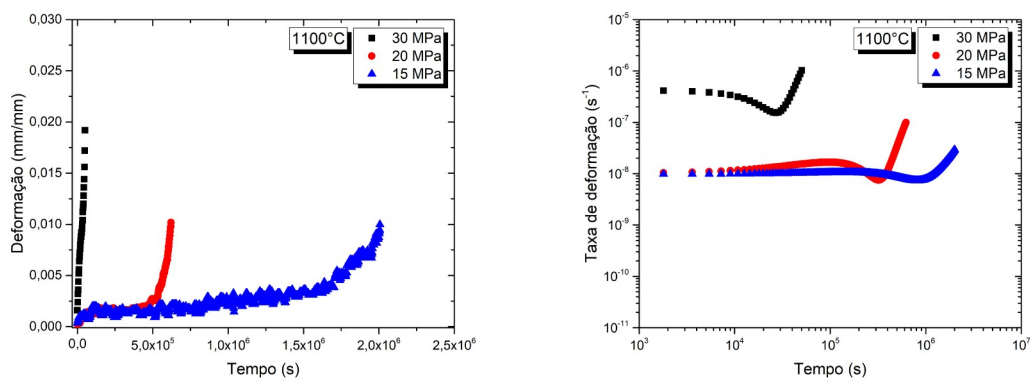 0,030
0,025
0,020
0,015
0,010
0,005
0,000
Deformação (mm/mm)
1100°C
30 MPa
20 MPa
15 MPa
0,0
5,0x10⁵
1,0x10⁶
1,5x10⁶
2,0x10⁶
2,5x10⁶
Tempo (s)
10⁻⁵
10⁻⁶
10⁻⁷
10⁻⁸
10⁻⁹
10⁻¹⁰
10⁻¹¹
Taxa de deformação (s⁻¹)
1100°C
30 MPa
20 MPa
15 MPa
10³
10⁴
10⁵
10⁶
10⁷
Tempo (s)